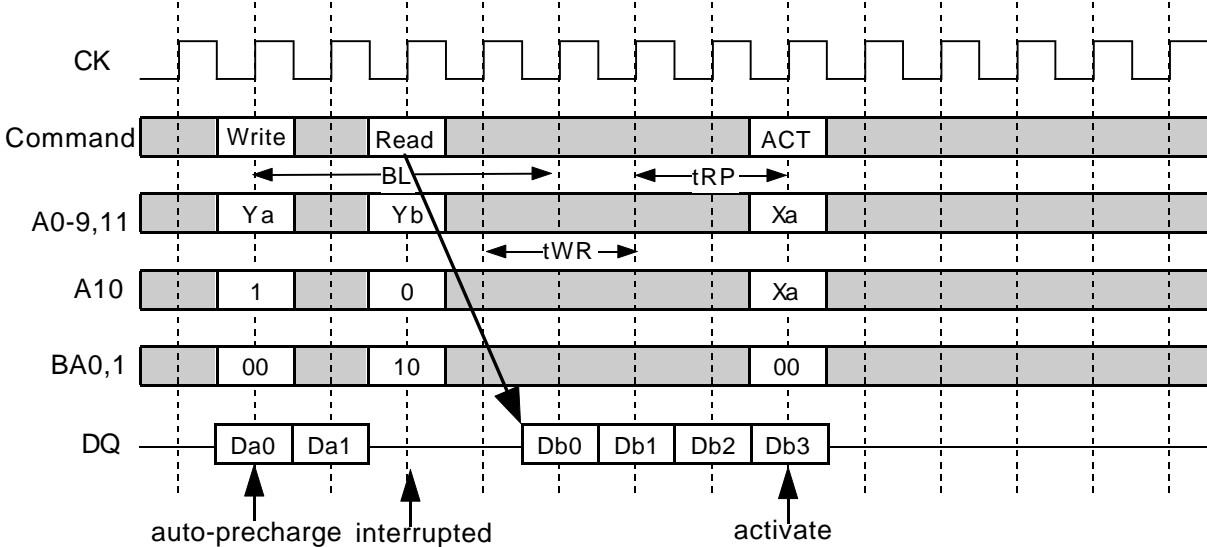 CK
Command Write Read ACT
BL tRP
A0-9,11 Ya Yb Xa
tWR
A10 1 0 Xa
BA0,1 00 10 00
DQ Da0 Da1 Db0 Db1 Db2 Db3
auto-precharge interrupted activate